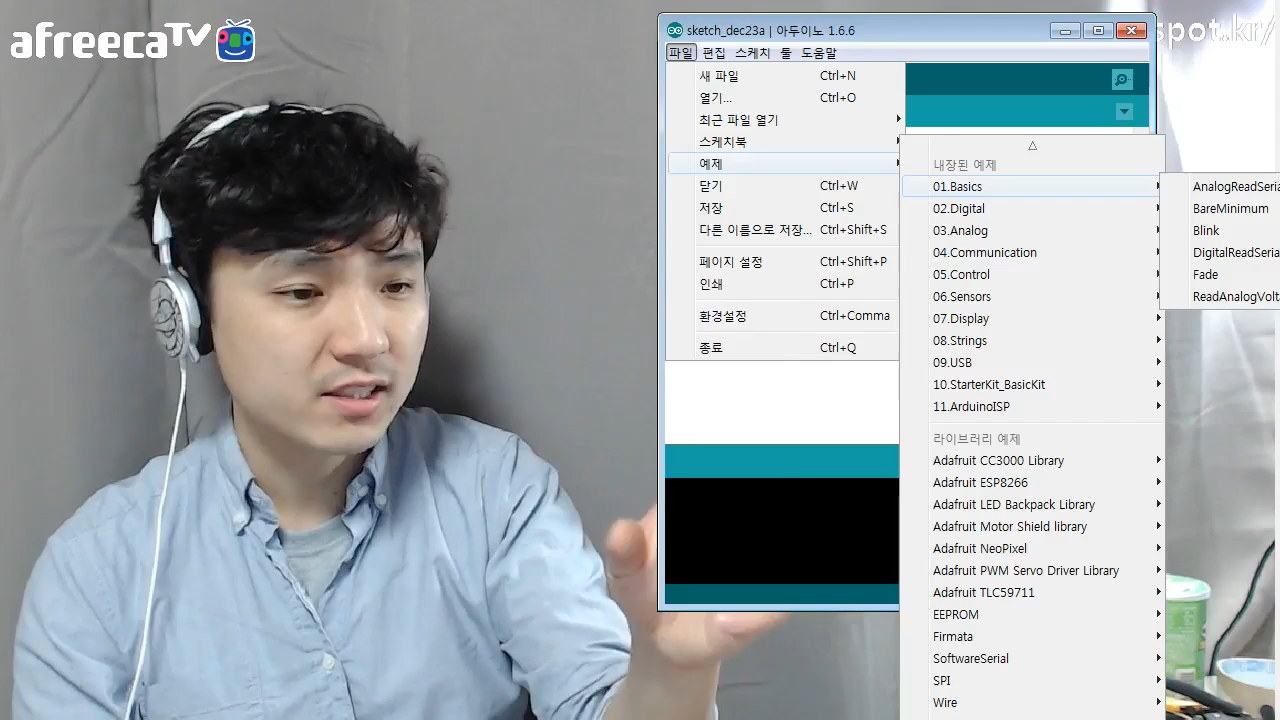 afreecaTV
spot.kr/
sketch_dec23a | 아두이노 1.6.6
파일 편집 스케치 툴 도움말
새 파일 Ctrl+N
열기... Ctrl+O
최근 파일 열기
스케치북
예제
닫기 Ctrl+W
저장 Ctrl+S
다른 이름으로 저장... Ctrl+Shift+S
페이지 설정 Ctrl+Shift+P
인쇄 Ctrl+P
환경설정 Ctrl+Comma
종료 Ctrl+Q
내장된 예제
01.Basics
02.Digital
03.Analog
04.Communication
05.Control
06.Sensors
07.Display
08.Strings
09.USB
10.StarterKit_BasicKit
11.ArduinoISP
라이브러리 예제
Adafruit CC3000 Library
Adafruit ESP8266
Adafruit LED Backpack Library
Adafruit Motor Shield library
Adafruit NeoPixel
Adafruit PWM Servo Driver Library
Adafruit TLC59711
EEPROM
Firmata
SoftwareSerial
SPI
Wire
AnalogReadSeria
BareMinimum
Blink
DigitalReadSeria
Fade
ReadAnalogVolt